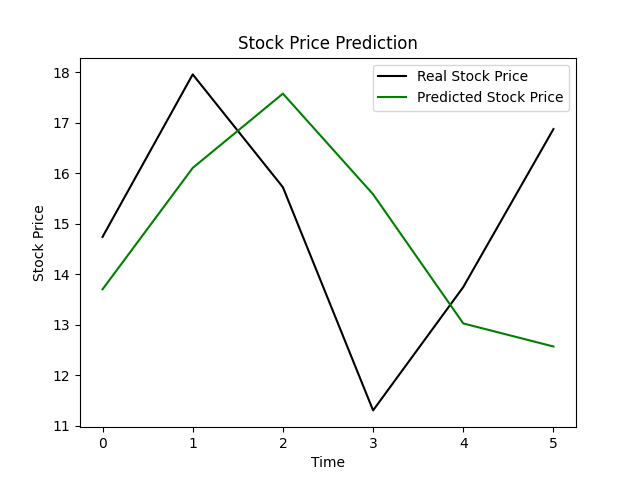 Stock Price Prediction
Real Stock Price
Predicted Stock Price
Stock Price
18
17
16
15
14
13
12
11
0 1 2 3 4 5
Time